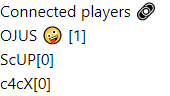 Connected players 🔗
OJUS 🤪 [1]
ScUP[0]
c4cX[0]